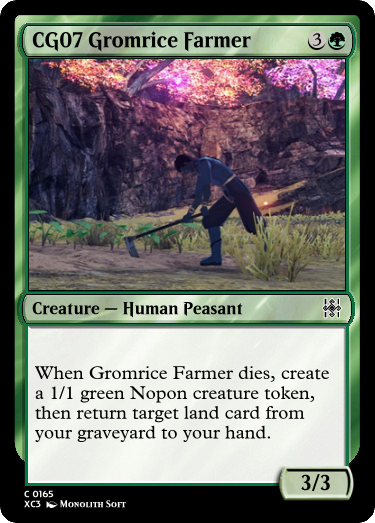 CG07 Gromrice Farmer 3
Creature — Human Peasant
When Gromrice Farmer dies, create
a 1/1 green Nopon creature token,
then return target land card from
your graveyard to your hand.
3/3
C 0165
XC3 Monolith Soft